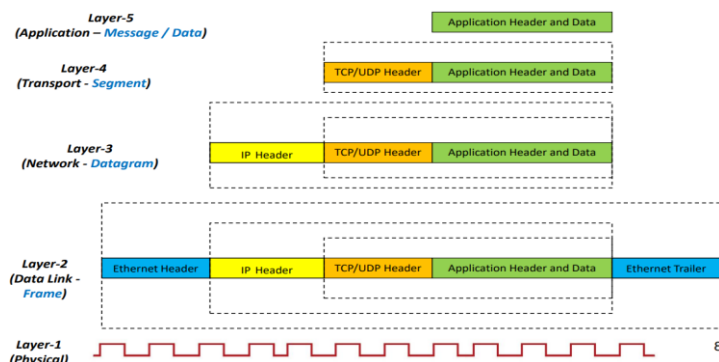 Layer-5
(Application – Message / Data)
Application Header and Data
Layer-4
(Transport - Segment)
TCP/UDP Header
Application Header and Data
Layer-3
(Network - Datagram)
IP Header
TCP/UDP Header
Application Header and Data
Layer-2
(Data Link -
Frame)
Ethernet Header
IP Header
TCP/UDP Header
Application Header and Data
Ethernet Trailer
Layer-1
(Physical)
8